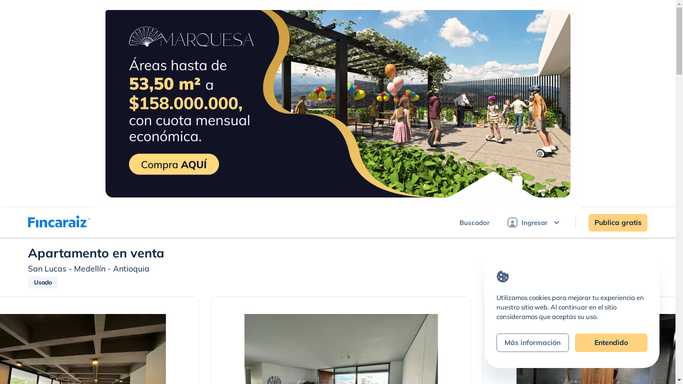 MARQUESA
Áreas hasta de
53,50 m² a
$158.000.000,
con cuota mensual
económica.
Compra AQUÍ
Fincaraiz
Buscador
Ingresar
Publica gratis
Apartamento en venta
San Lucas - Medellín - Antioquia
Usado
Utilizamos cookies para mejorar tu experiencia en
nuestro sitio web. Al continuar en el sitio
consideramos que aceptas su uso.
Más información
Entendido